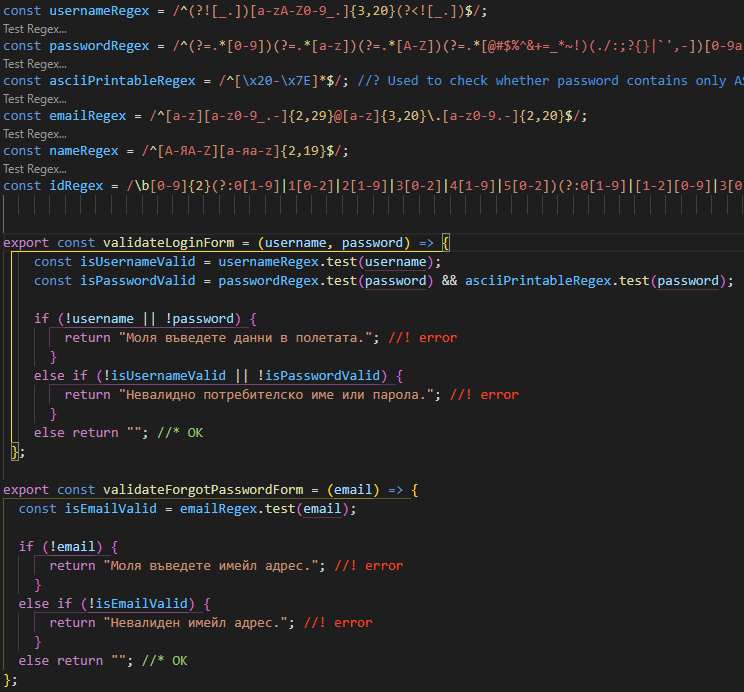 const usernameRegex = /^(?![_.])[a-zA-Z0-9_.]{3,20}(?<![_.])$/;
Test Regex...
const passwordRegex = /^(?=.*[0-9])(?=.*[a-z])(?=.*[A-Z])(?=.*[@#$%^&+=_*~!)(./:;?{}|`',-])[0-9a
Test Regex...
const asciiPrintableRegex = /^[\x20-\x7E]*$/; //? Used to check whether password contains only AS
Test Regex...
const emailRegex = /^[a-z][a-z0-9_.-]{2,29}@[a-z]{3,20}\.[a-z0-9.-]{2,20}$/;
Test Regex...
const nameRegex = /^[А-ЯA-Z][а-яa-z]{2,19}$/;
Test Regex...
const idRegex = /\b[0-9]{2}(?:0[1-9]|1[0-2]|2[1-9]|3[0-2]|4[1-9]|5[0-2])(?:0[1-9]|[1-2][0-9]|3[0
export const validateLoginForm = (username, password) => {
const isUsernameValid = usernameRegex.test(username);
const isPasswordValid = passwordRegex.test(password) && asciiPrintableRegex.test(password);
if (!username || !password) {
return "Моля въведете данни в полетата."; //! error
}
else if (!isUsernameValid || !isPasswordValid) {
return "Невалидно потребителско име или парола."; //! error
}
else return ""; //* OK
};
export const validateForgotPasswordForm = (email) => {
const isEmailValid = emailRegex.test(email);
if (!email) {
return "Моля въведете имейл адрес."; //! error
}
else if (!isEmailValid) {
return "Невалиден имейл адрес."; //! error
}
else return ""; //* OK
};